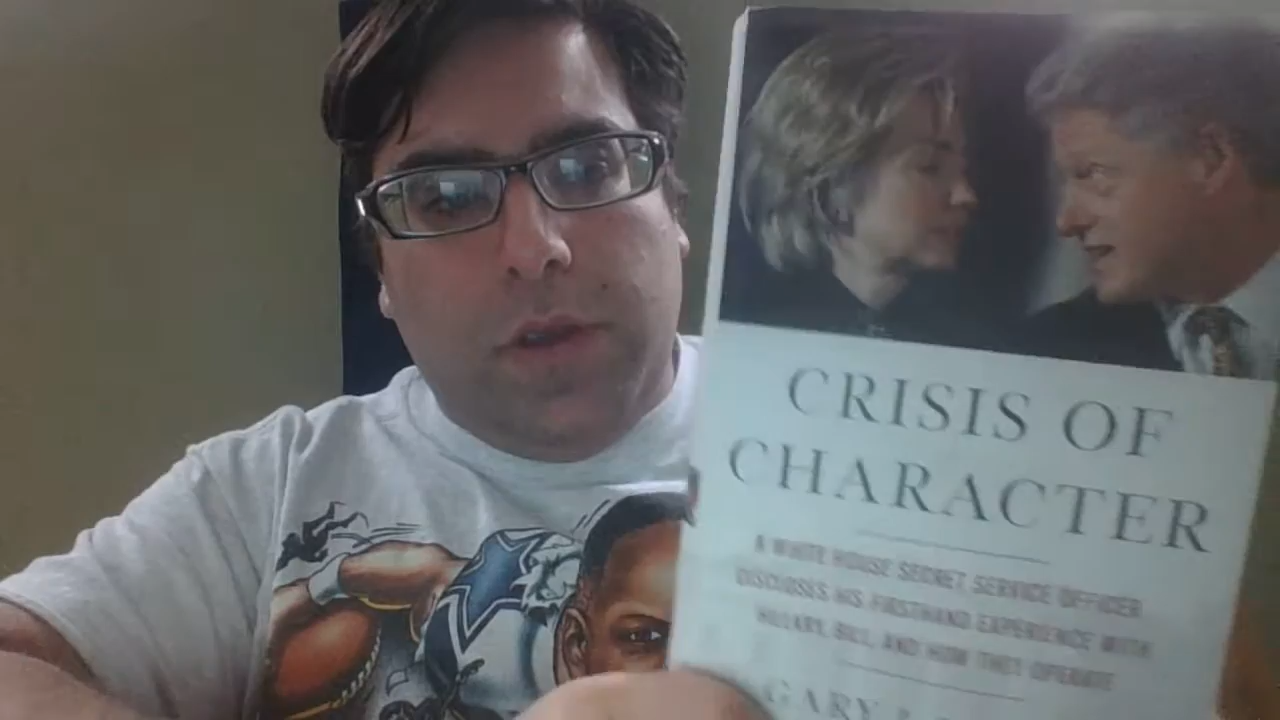 CRISIS OF
CHARACTER
A WHITE HOUSE SECRET SERVICE OFFICER
DISCLOSES HIS FIRSTHAND EXPERIENCE WITH
HILLARY, BILL, AND HOW THEY OPERATE
GARY J.